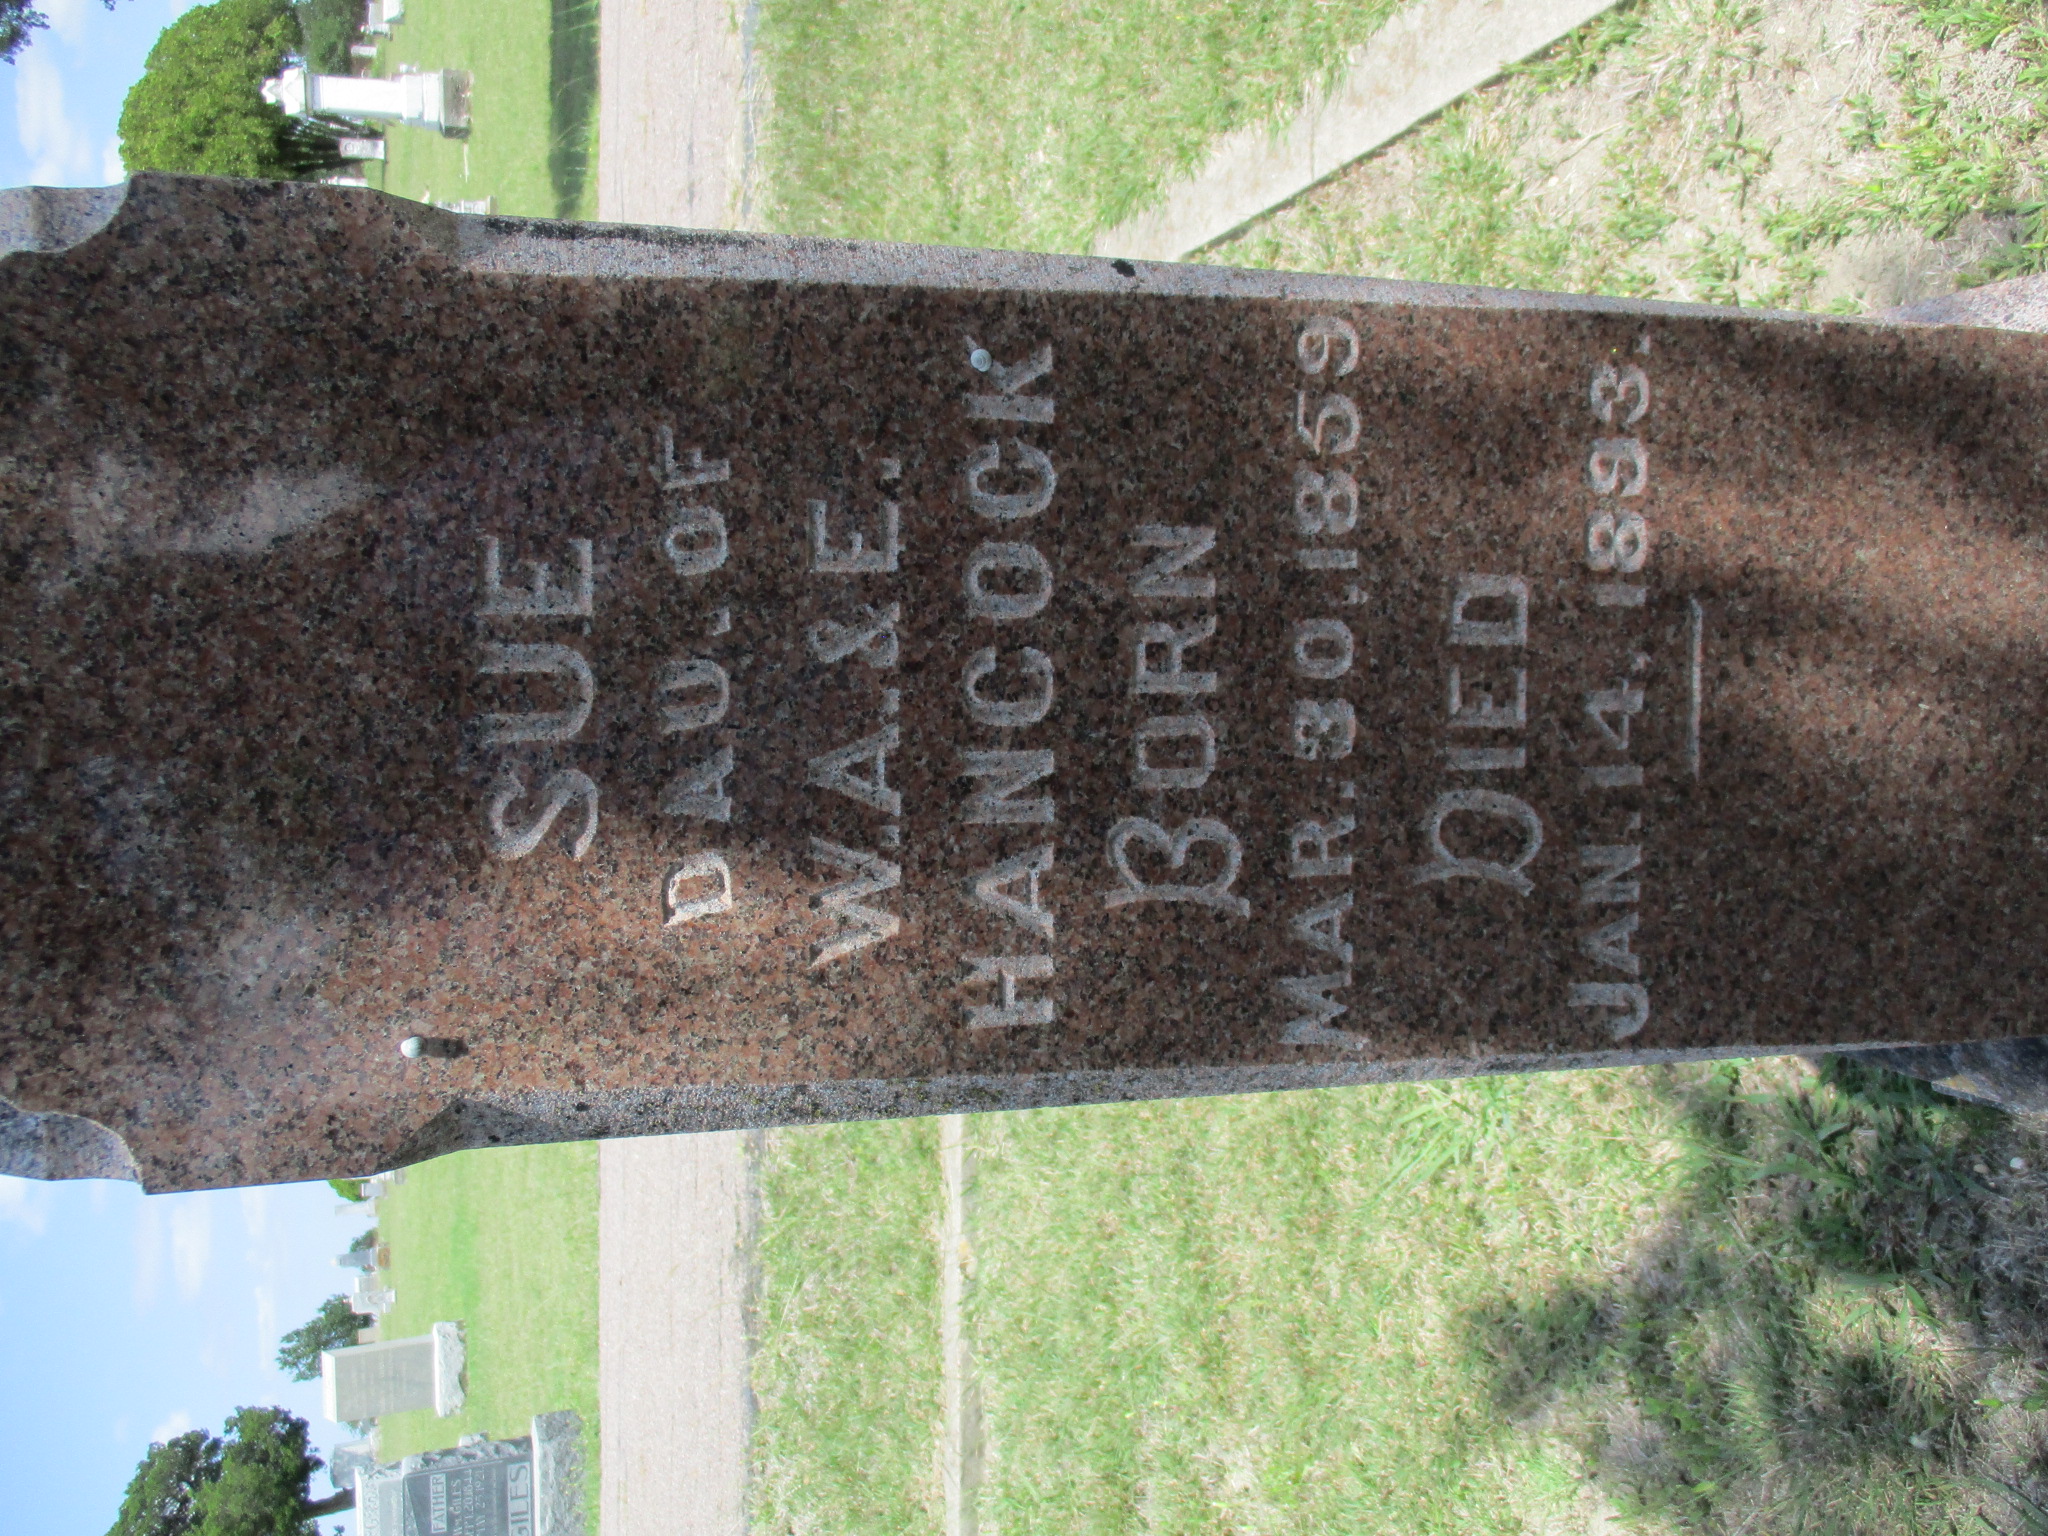 SUE
DAU. OF
W.A. & E.
HANCOCK
BORN
MAR. 30, 1859
DIED
JAN. 14, 1893.
FATHER
GILES